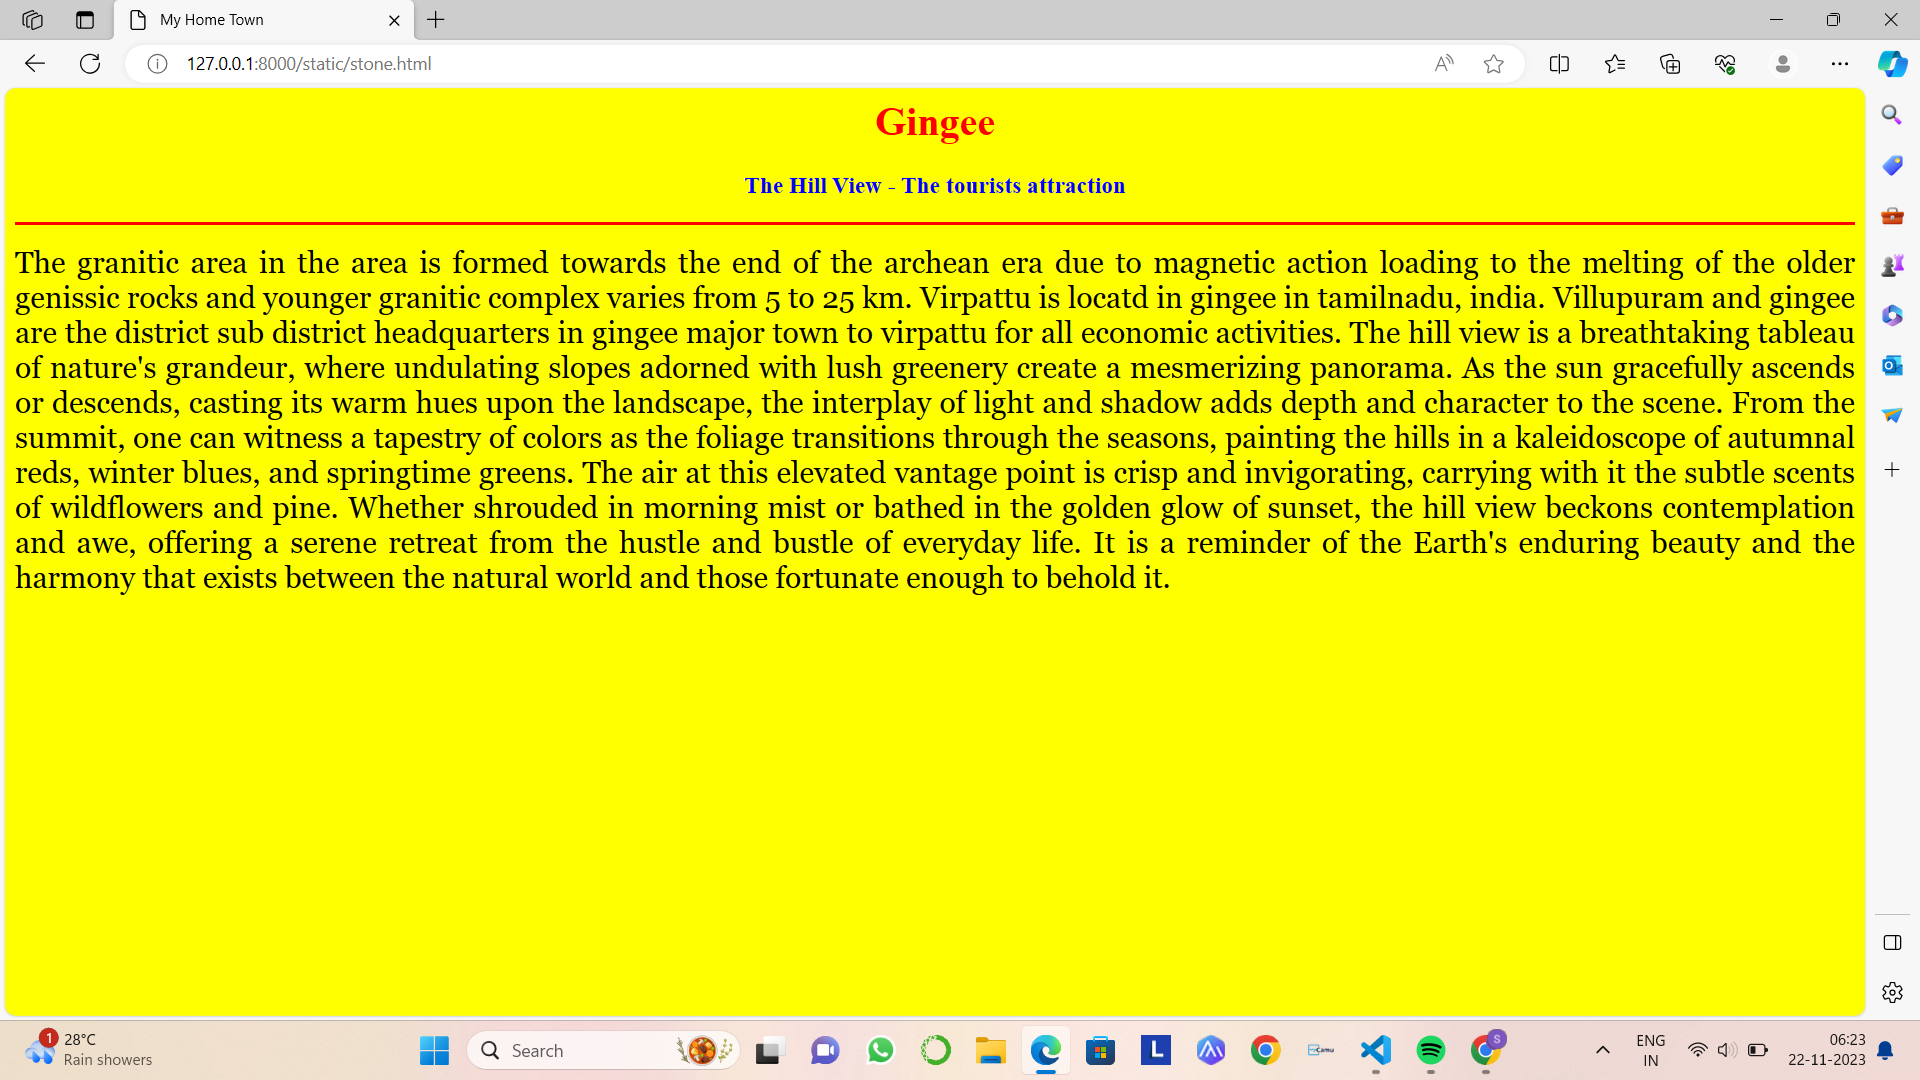 My Home Town
127.0.0.1:8000/static/stone.html
Gingee
The Hill View - The tourists attraction
The granitic area in the area is formed towards the end of the archean era due to magnetic action loading to the melting of the older
genissic rocks and younger granitic complex varies from 5 to 25 km. Virpattu is locatd in gingee in tamilnadu, india. Villupuram and gingee
are the district sub district headquarters in gingee major town to virpattu for all economic activities. The hill view is a breathtaking tableau
of nature's grandeur, where undulating slopes adorned with lush greenery create a mesmerizing panorama. As the sun gracefully ascends
or descends, casting its warm hues upon the landscape, the interplay of light and shadow adds depth and character to the scene. From the
summit, one can witness a tapestry of colors as the foliage transitions through the seasons, painting the hills in a kaleidoscope of autumnal
reds, winter blues, and springtime greens. The air at this elevated vantage point is crisp and invigorating, carrying with it the subtle scents
of wildflowers and pine. Whether shrouded in morning mist or bathed in the golden glow of sunset, the hill view beckons contemplation
and awe, offering a serene retreat from the hustle and bustle of everyday life. It is a reminder of the Earth's enduring beauty and the
harmony that exists between the natural world and those fortunate enough to behold it.
1
28°C
Rain showers
Search
L
Camu
S
ENG
IN
06:23
22-11-2023